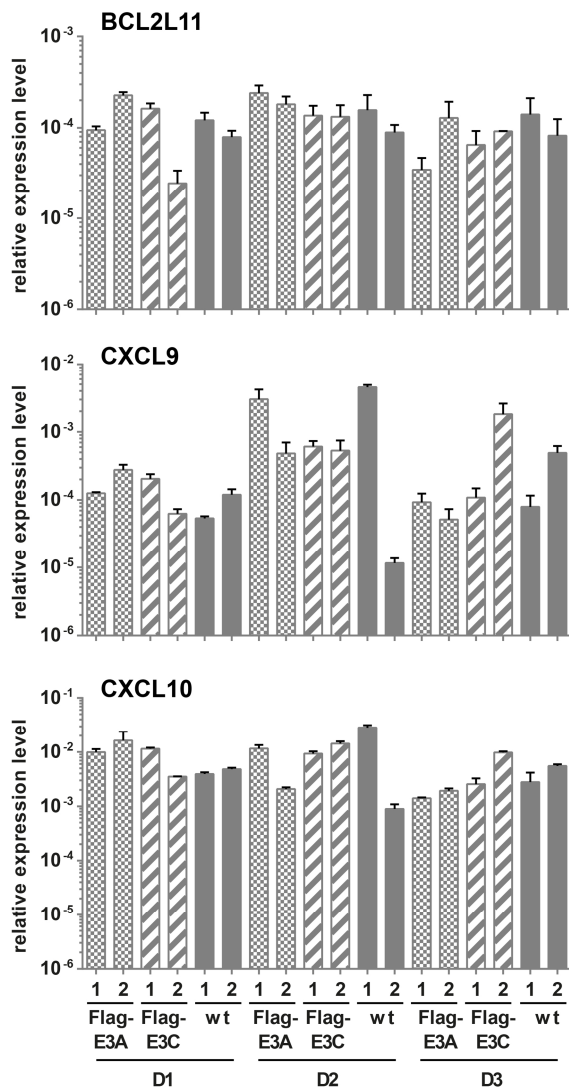 BCL2L11
relative expression level
10-3
10-4
10-5
10-6
CXCL9
relative expression level
10-2
10-3
10-4
10-5
10-6
CXCL10
relative expression level
10-1
10-2
10-3
10-4
10-5
10-6
1 2 1 2 1 2 1 2 1 2 1 2 1 2 1 2 1 2
Flag-E3A Flag-E3C wt Flag-E3A Flag-E3C wt Flag-E3A Flag-E3C wt
D1 D2 D3